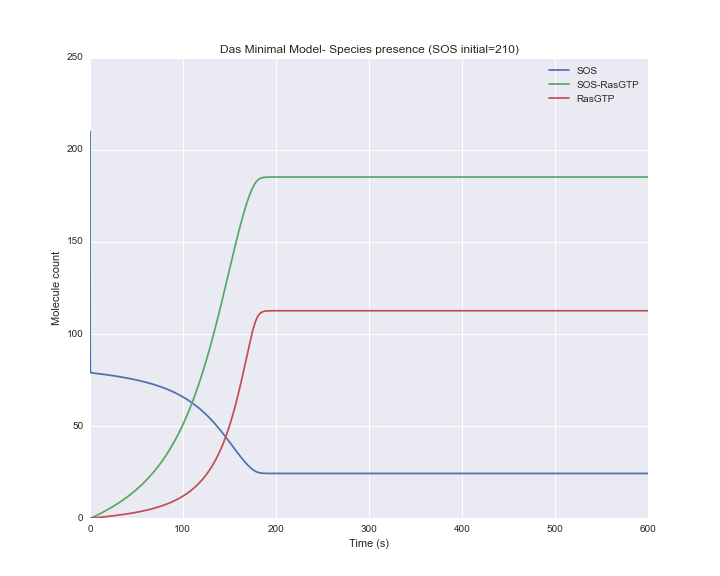 Das Minimal Model- Species presence (SOS initial=210)
250
200
150
100
50
0
Molecule count
SOS
SOS-RasGTP
RasGTP
0 100 200 300 400 500 600
Time (s)